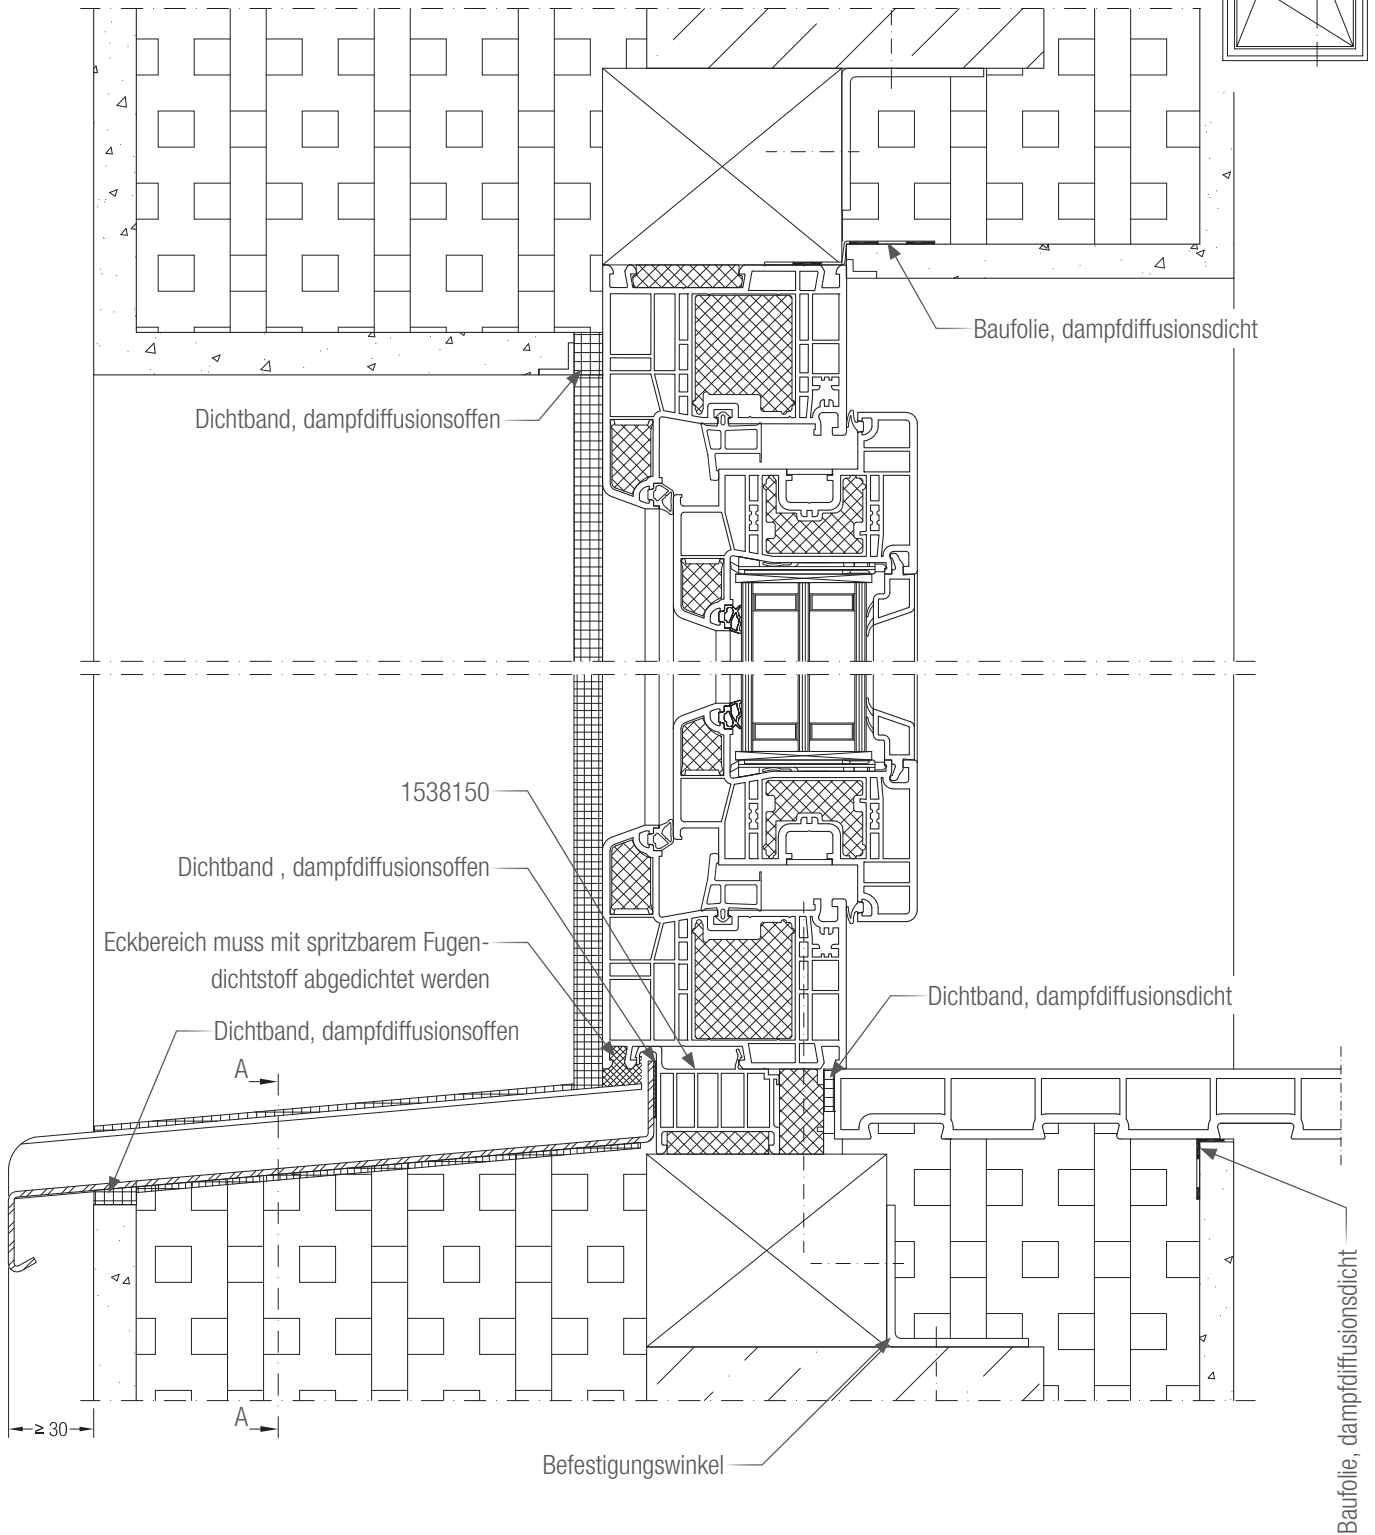 Baufolie, dampfdiffusionsdicht
Dichtband, dampfdiffusionsoffen
1538150
Dichtband , dampfdiffusionsoffen
Eckbereich muss mit spritzbarem Fugen-
dichtstoff abgedichtet werden
Dichtband, dampfdiffusionsdicht
Dichtband, dampfdiffusionsoffen
A
A
≥ 30
Befestigungswinkel
Baufolie, dampfdiffusionsdicht